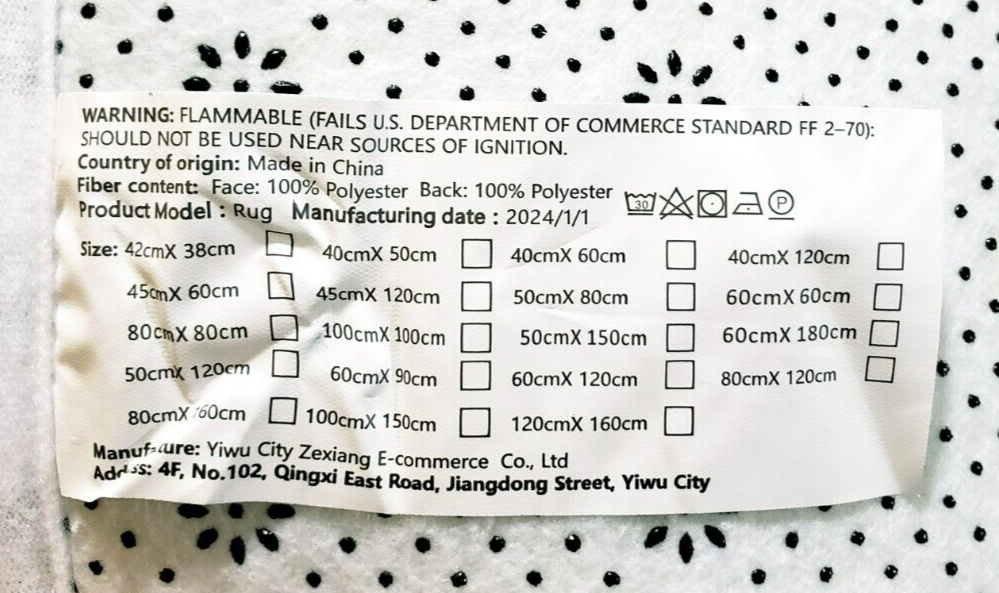 WARNING: FLAMMABLE (FAILS U.S. DEPARTMENT OF COMMERCE STANDARD FF 2-70):
SHOULD NOT BE USED NEAR SOURCES OF IGNITION.
Country of origin: Made in China
Fiber content: Face: 100% Polyester Back: 100% Polyester 30 P
Product Model : Rug Manufacturing date : 2024/1/1
Size: 42cmX 38cm 40cmX 50cm 40cmX 60cm 40cmX 120cm
45cmX 60cm 45cmX 120cm 50cmX 80cm 60cmX 60cm
80cmX 80cm 100cmX 100cm 50cmX 150cm 60cmX 180cm
50cmX 120cm 60cmX 90cm 60cmX 120cm 80cmX 120cm
80cmX 100cmX 150cm 120cmX 160cm
Yiwu City Zexiang E-commerce Co., Ltd
4F, No.102, Qingxi East Road, Jiangdong Street, Yiwu City